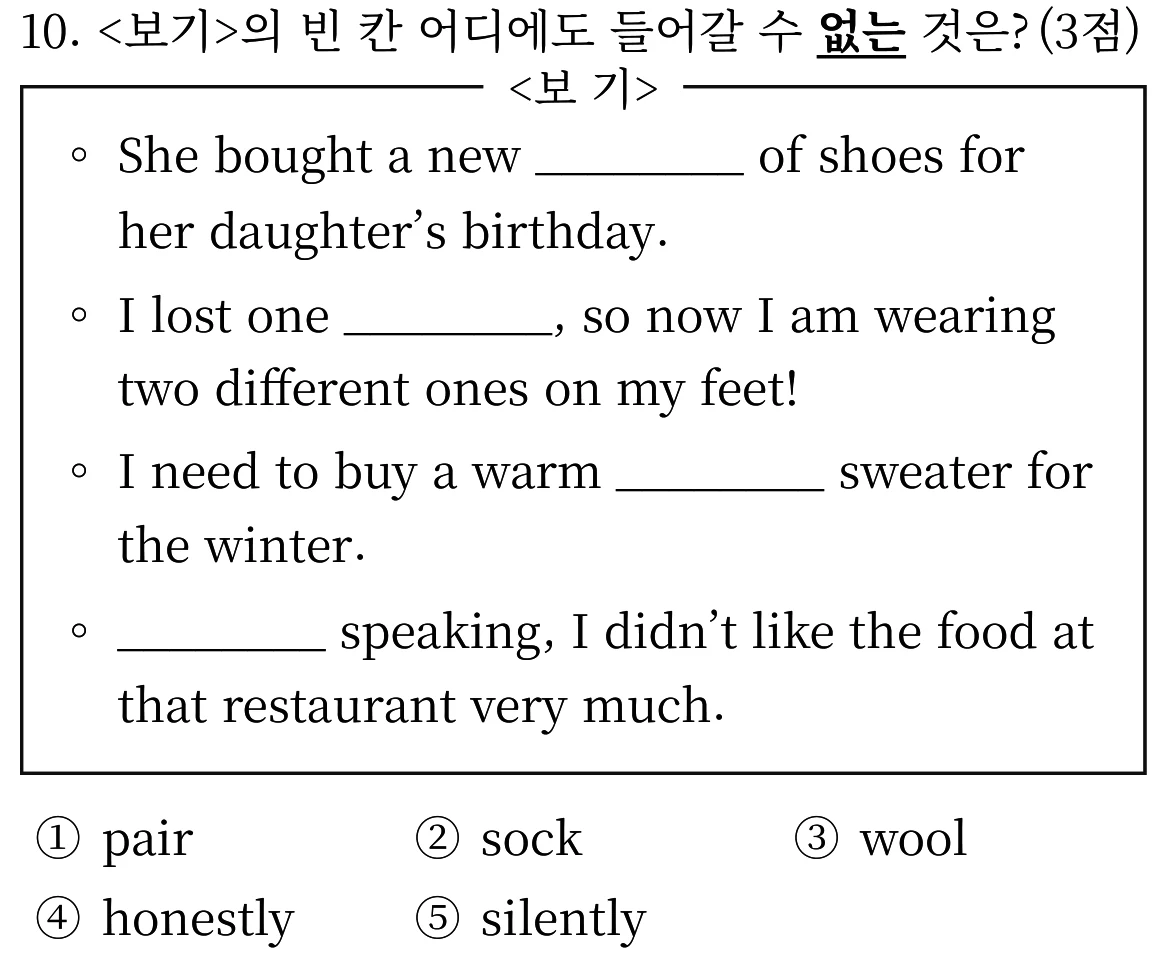 10. <보기>의 빈 칸 어디에도 들어갈 수 없는 것은?(3점)
<보 기>
◦ She bought a new ________ of shoes for
her daughter’s birthday.
◦ I lost one ________, so now I am wearing
two different ones on my feet!
◦ I need to buy a warm ________ sweater for
the winter.
◦ ________ speaking, I didn’t like the food at
that restaurant very much.
① pair ② sock ③ wool
④ honestly ⑤ silently